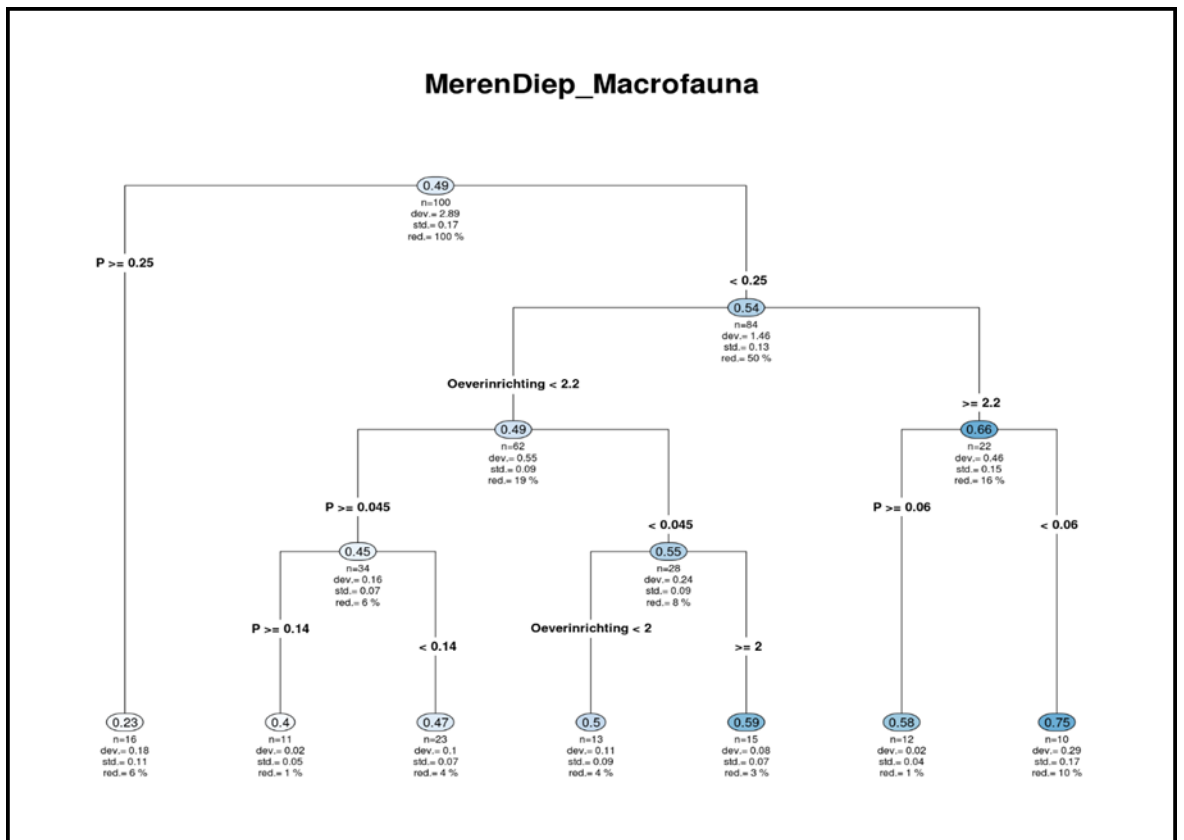 MerenDiep_Macrofauna
0.49
n=100
dev.= 2.89
std.= 0.17
red.= 100 %
P >= 0.25
< 0.25
0.54
n=84
dev.= 1.46
std.= 0.13
red.= 50 %
Oeverinrichting < 2.2
>= 2.2
0.49
n=62
dev.= 0.55
std.= 0.09
red.= 19 %
0.66
n=22
dev.= 0.46
std.= 0.15
red.= 16 %
P >= 0.045
< 0.045
P >= 0.06
< 0.06
0.45
n=34
dev.= 0.16
std.= 0.07
red.= 6 %
0.55
n=28
dev.= 0.24
std.= 0.09
red.= 8 %
P >= 0.14
< 0.14
Oeverinrichting < 2
>= 2
0.23
n=16
dev.= 0.18
std.= 0.11
red.= 6 %
0.4
n=11
dev.= 0.02
std.= 0.05
red.= 1 %
0.47
n=23
dev.= 0.1
std.= 0.07
red.= 4 %
0.5
n=13
dev.= 0.11
std.= 0.09
red.= 4 %
0.59
n=15
dev.= 0.08
std.= 0.07
red.= 3 %
0.58
n=12
dev.= 0.02
std.= 0.04
red.= 1 %
0.75
n=10
dev.= 0.29
std.= 0.17
red.= 10 %